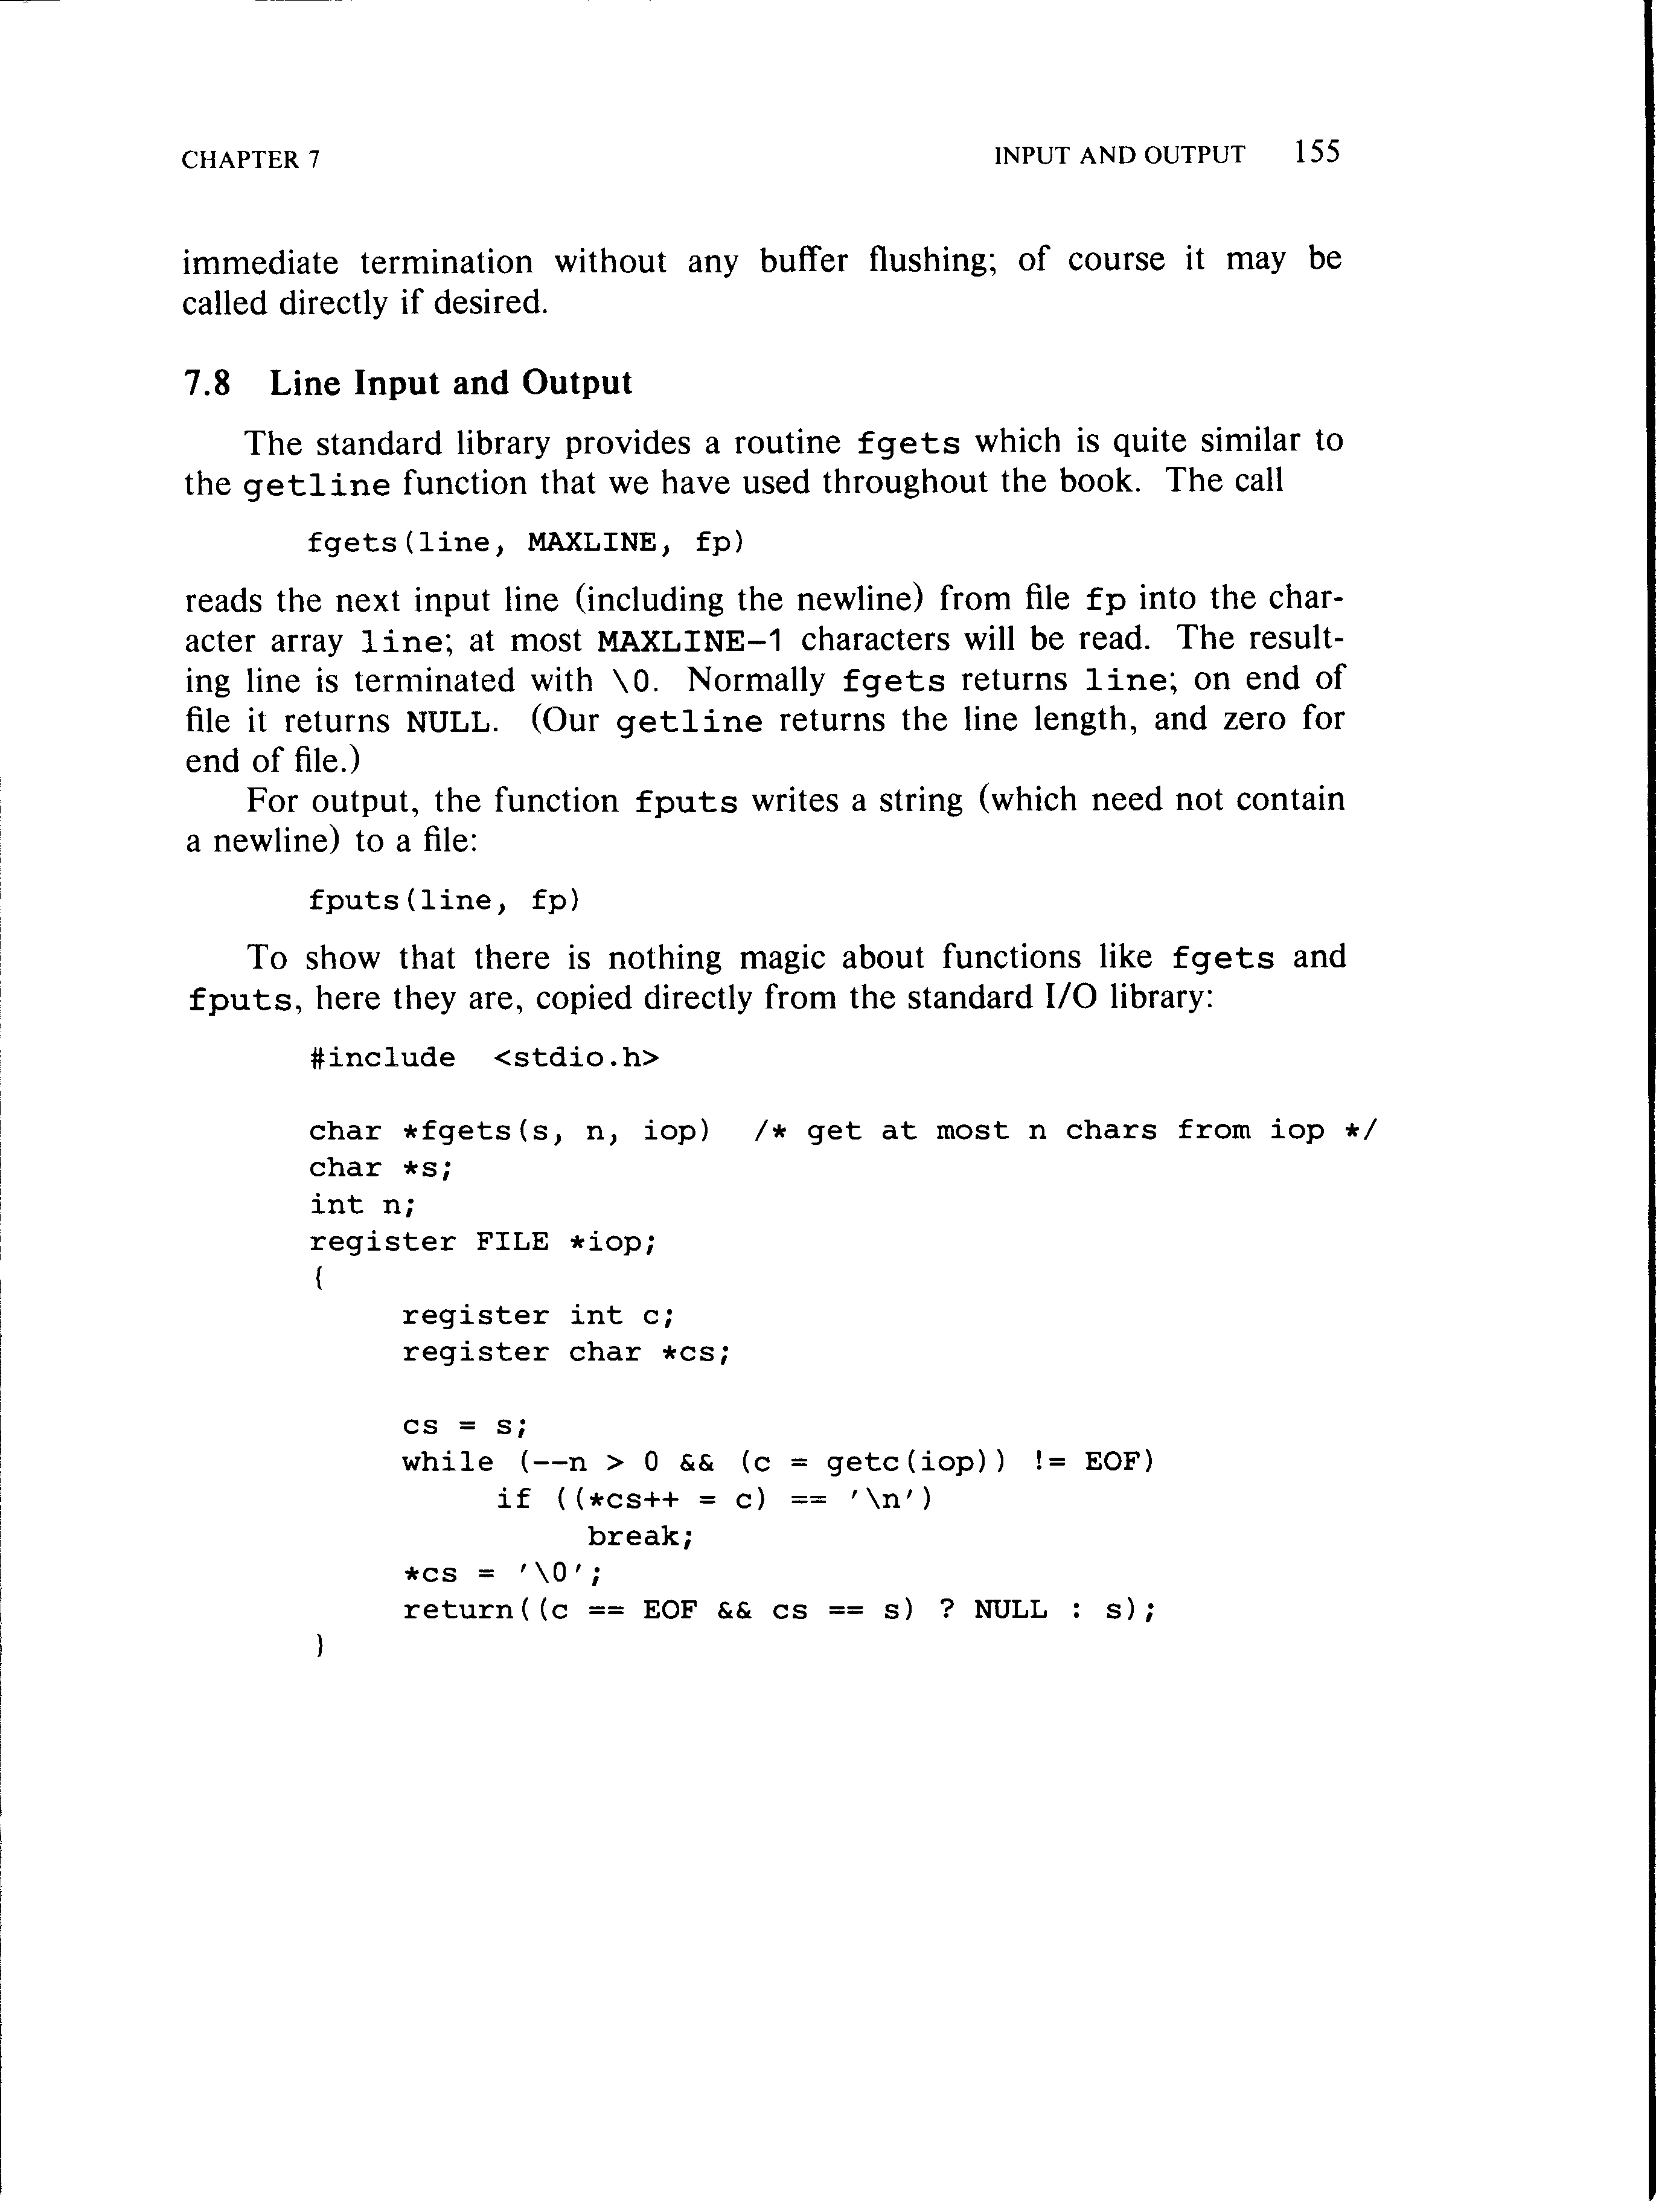 CHAPTER 7 INPUT AND OUTPUT 155
immediate termination without any buffer flushing; of course it may be
called directly if desired.
7.8 Line Input and Output
The standard library provides a routine fgets which is quite similar to
the getline function that we have used throughout the book. The call
fgets(line, MAXLINE, fp)
reads the next input line (including the newline) from file fp into the char-
acter array line; at most MAXLINE-1 characters will be read. The result-
ing line is terminated with \0. Normally fgets returns line; on end of
file it returns NULL. (Our getline returns the line length, and zero for
end of file.)
For output, the function fputs writes a string (which need not contain
a newline) to a file:
fputs(line, fp)
To show that there is nothing magic about functions like fgets and
fputs, here they are, copied directly from the standard I/O library:
#include <stdio.h>
char *fgets(s, n, iop) /* get at most n chars from iop */
char *s;
int n;
register FILE *iop;
{
register int c;
register char *cs;
cs = s;
while (--n > 0 && (c = getc(iop)) != EOF)
if ((*cs++ = c) == '\n')
break;
*cs = '\0';
return((c == EOF && cs == s) ? NULL : s);
}